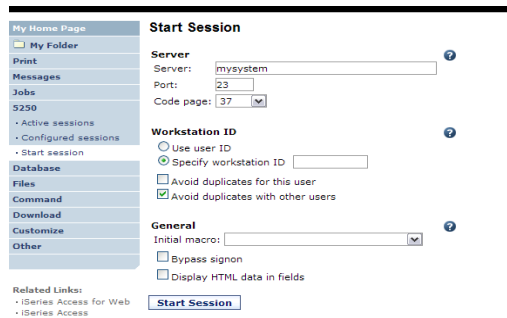 My Home Page
My Folder
Print
Messages
Jobs
5250
• Active sessions
• Configured sessions
• Start session
Database
Files
Command
Download
Customize
Other
Related Links:
• iSeries Access for Web
• iSeries Access
Start Session
Server
?
Server: mysystem
Port: 23
Code page: 37
Workstation ID
?
Use user ID
Specify workstation ID
Avoid duplicates for this user
Avoid duplicates with other users
General
?
Initial macro:
Bypass signon
Display HTML data in fields
Start Session